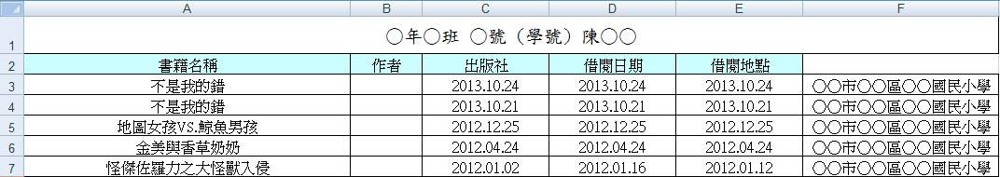 A B C D E F
1 ○年○班 ○號（學號）陳○○
2 書籍名稱 作者 出版社 借閱日期 借閱地點
3 不是我的錯 2013.10.24 2013.10.24 2013.10.24 ○○市○○區○○國民小學
4 不是我的錯 2013.10.21 2013.10.21 2013.10.21 ○○市○○區○○國民小學
5 地圖女孩VS.鯨魚男孩 2012.12.25 2012.12.25 2012.12.25 ○○市○○區○○國民小學
6 金美與香草奶奶 2012.04.24 2012.04.24 2012.04.24 ○○市○○區○○國民小學
7 怪傑佐羅力之大怪獸入侵 2012.01.02 2012.01.16 2012.01.12 ○○市○○區○○國民小學